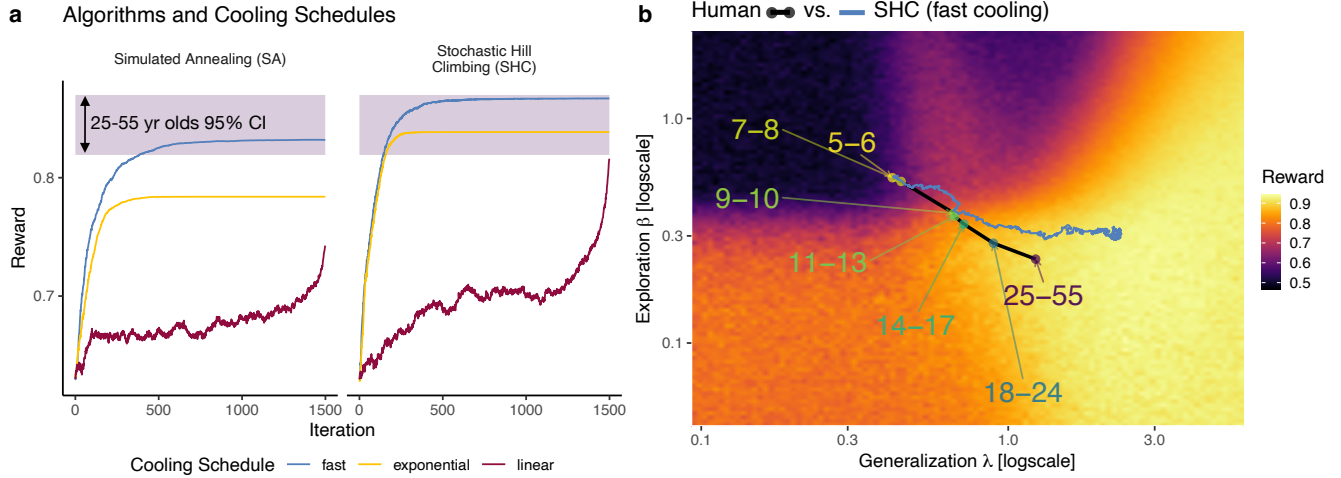 a
Algorithms and Cooling Schedules
Simulated Annealing (SA)
Stochastic Hill
Climbing (SHC)
25-55 yr olds 95% CI
Reward
0.8
0.7
0 500 1000 1500
0 500 1000 1500
Iteration
Cooling Schedule fast exponential linear
b
Human vs. SHC (fast cooling)
Exploration β [logscale]
1.0
0.3
0.1
7−8
5−6
9−10
11−13
14−17
25−55
18−24
0.1 0.3 1.0 3.0
Generalization λ [logscale]
Reward
0.9
0.8
0.7
0.6
0.5